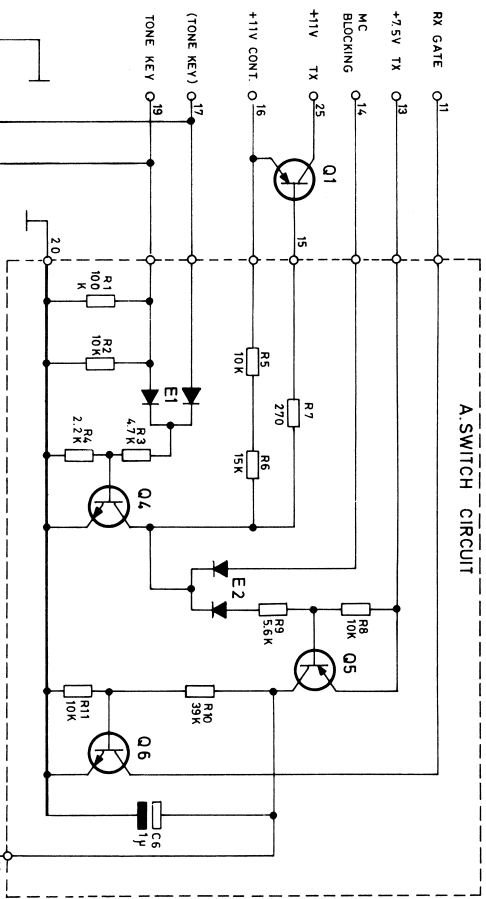 RX GATE
11
+7.5V TX
13
MC
BLOCKING
14
+11V TX
25
+11V CONT.
16
(TONE KEY)
17
TONE KEY
19
Q1
15
20
A. SWITCH CIRCUIT
R1
100
K
R2
10K
E1
R3
4.7K
R4
2.2K
Q4
R5
10K
R6
15K
R7
270
E2
R9
5.6K
R8
10K
Q5
R10
39K
R11
10K
Q6
C6
1µ